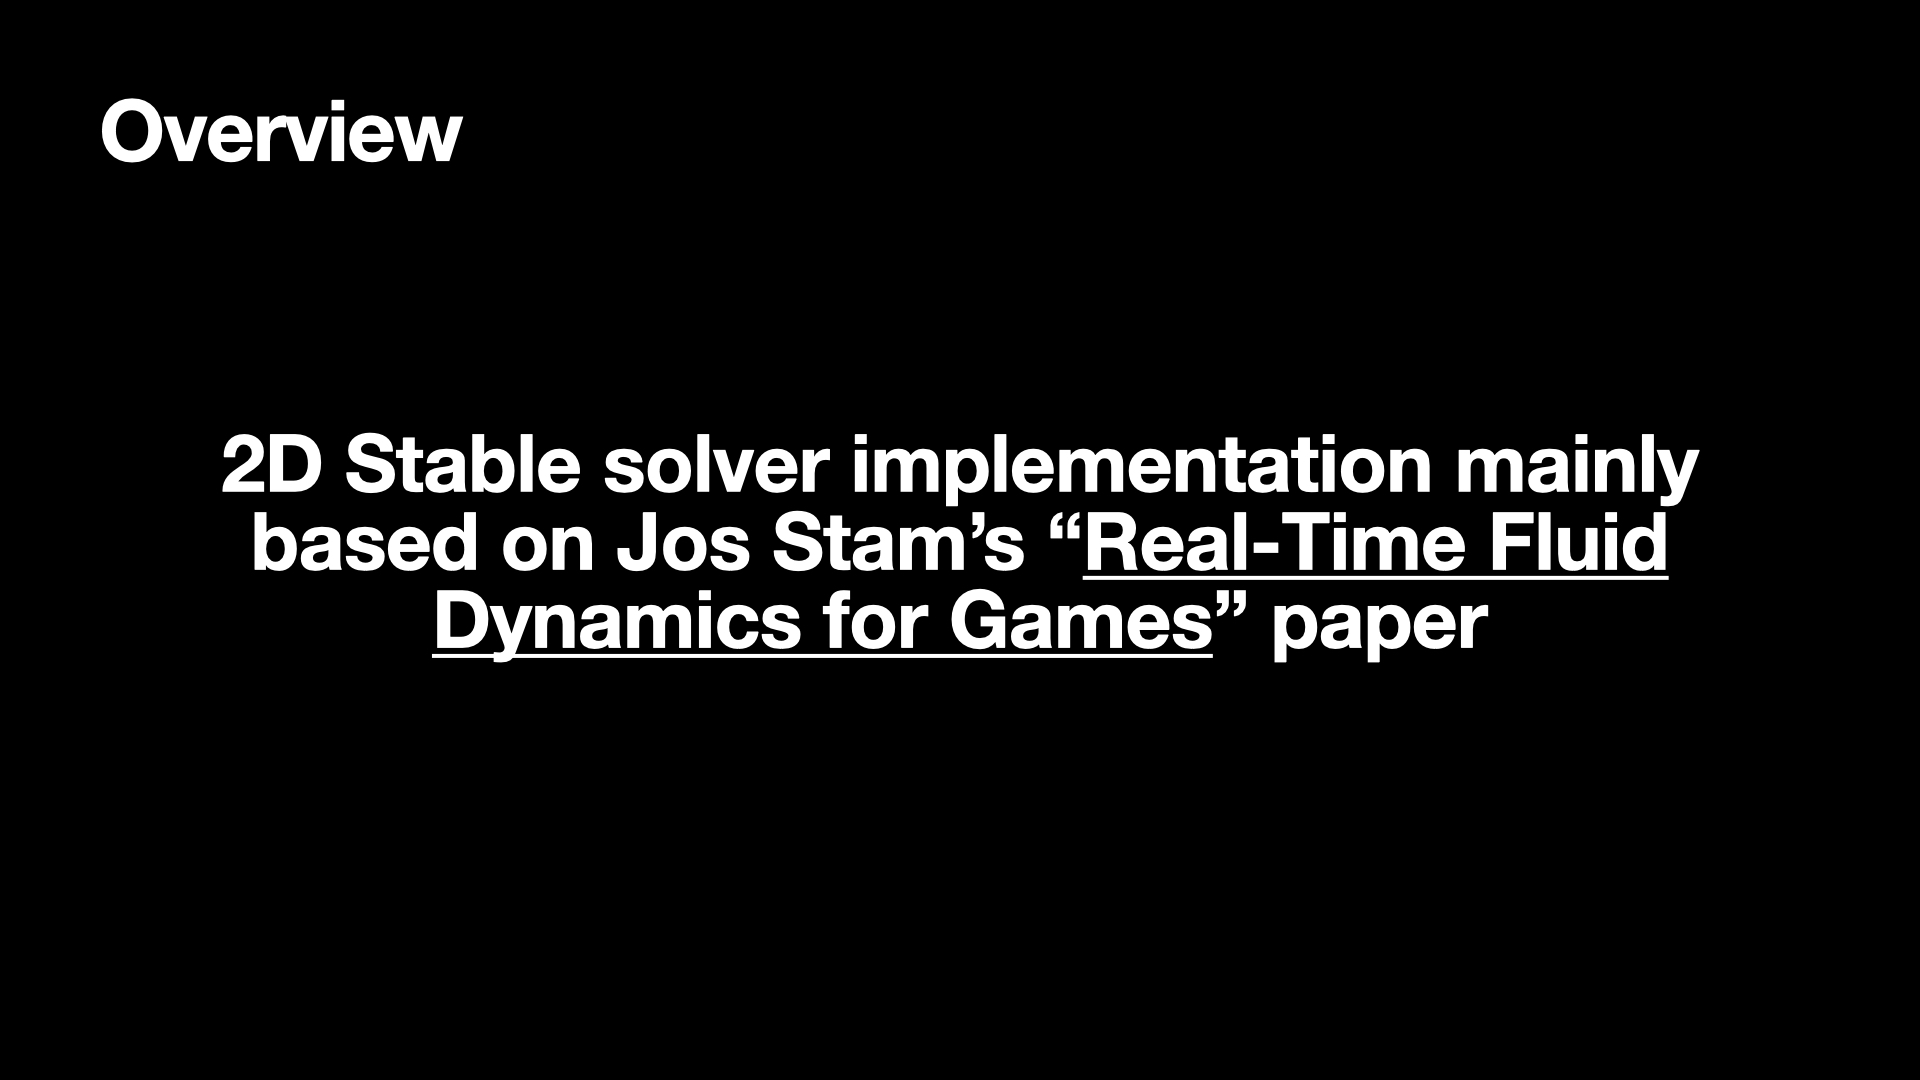 Overview
2D Stable solver implementation mainly
based on Jos Stam’s “Real-Time Fluid
Dynamics for Games” paper